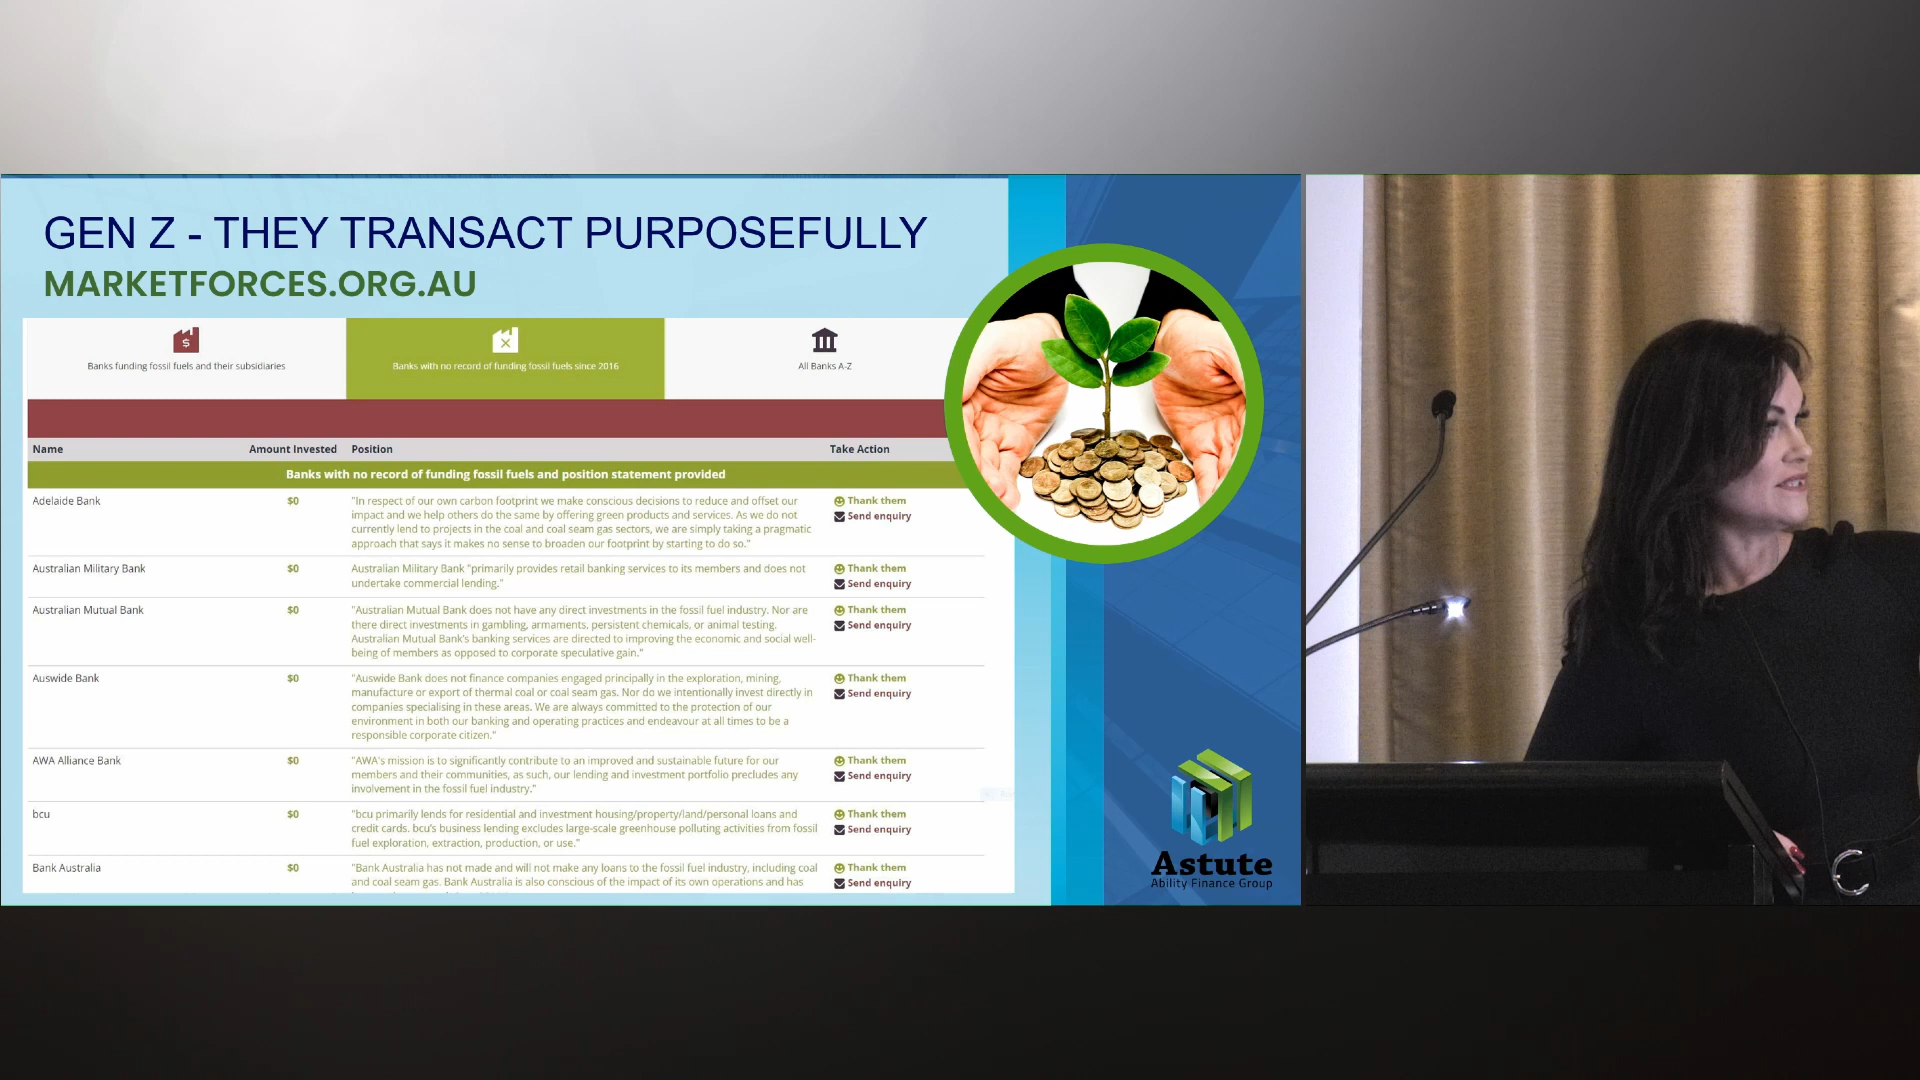 GEN Z - THEY TRANSACT PURPOSEFULLY
MARKETFORCES.ORG.AU
Banks funding fossil fuels and their subsidiaries
Banks with no record of funding fossil fuels since 2016
All Banks A-Z
Name Amount Invested Position Take Action
Banks with no record of funding fossil fuels and position statement provided
Adelaide Bank $0 "In respect of our own carbon footprint we make conscious decisions to reduce and offset our Thank them
impact and we help others do the same by offering green products and services. As we do not Send enquiry
currently lend to projects in the coal and coal seam gas sectors, we are simply taking a pragmatic
approach that says it makes no sense to broaden our footprint by starting to do so."
Australian Military Bank $0 Australian Military Bank "primarily provides retail banking services to its members and does not Thank them
undertake commercial lending." Send enquiry
Australian Mutual Bank $0 "Australian Mutual Bank does not have any direct investments in the fossil fuel industry. Nor are Thank them
there direct investments in gambling, armaments, persistent chemicals, or animal testing. Send enquiry
Australian Mutual Bank's banking services are directed to improving the economic and social well-
being of members as opposed to corporate speculative gain."
Auswide Bank $0 "Auswide Bank does not finance companies engaged principally in the exploration, mining, Thank them
manufacture or export of thermal coal or coal seam gas. Nor do we intentionally invest directly in Send enquiry
companies specialising in these areas. We are always committed to the protection of our
environment in both our banking and operating practices and endeavour at all times to be a
responsible corporate citizen."
AWA Alliance Bank $0 "AWA's mission is to significantly contribute to an improved and sustainable future for our Thank them
members and their communities, as such, our lending and investment portfolio precludes any Send enquiry
involvement in the fossil fuel industry."
bcu $0 "bcu primarily lends for residential and investment housing/property/land/personal loans and Thank them
credit cards. bcu's business lending excludes large-scale greenhouse polluting activities from fossil Send enquiry
fuel exploration, extraction, production, or use."
Bank Australia $0 "Bank Australia has not made and will not make any loans to the fossil fuel industry, including coal Thank them
and coal seam gas. Bank Australia is also conscious of the impact of its own operations and has Send enquiry
Astute
Ability Finance Group